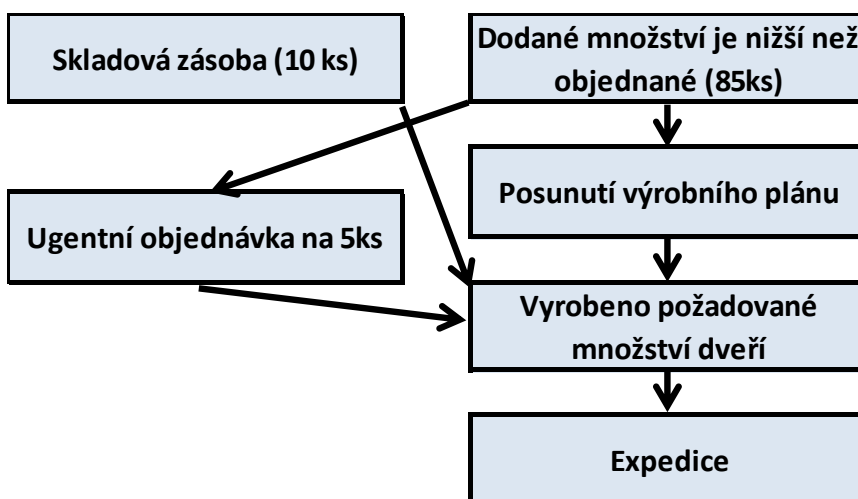 Skladová zásoba (10 ks)
Dodané množství je nižší než
objednané (85ks)
Posunutí výrobního plánu
Ugentní objednávka na 5ks
Vyrobeno požadované
množství dveří
Expedice